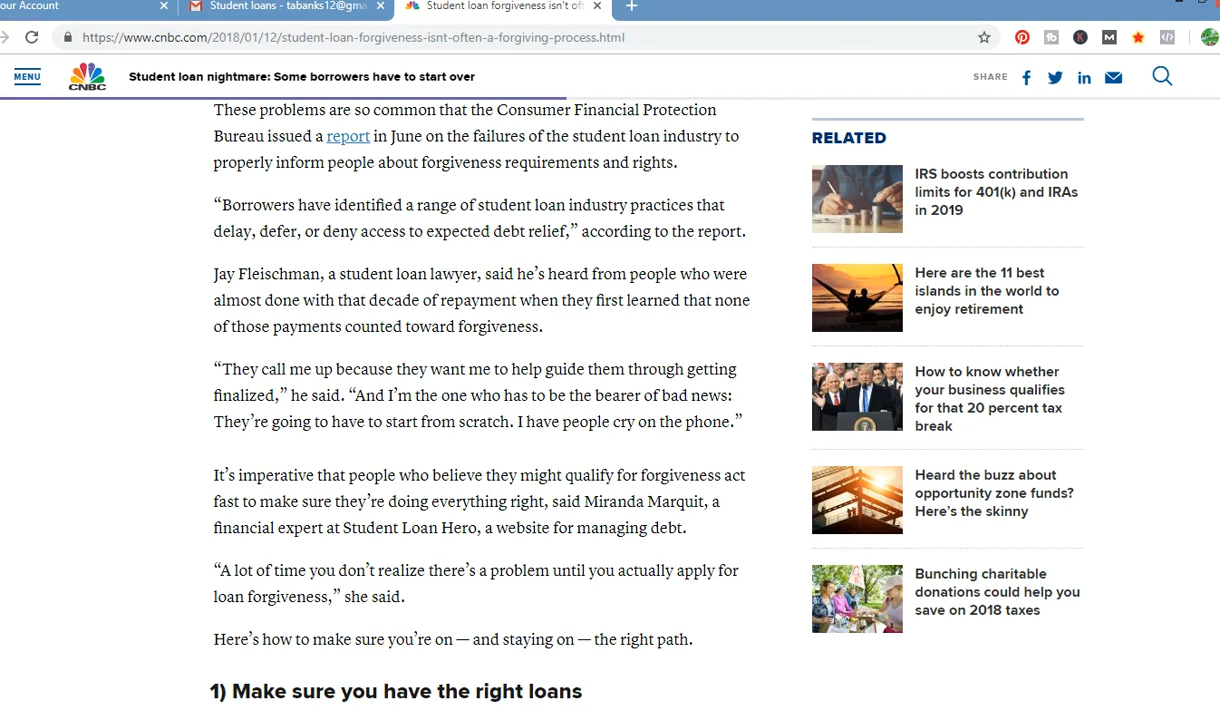 our Account
Student loans - tabanks12@gma
Student loan forgiveness isn't oft
https://www.cnbc.com/2018/01/12/student-loan-forgiveness-isnt-often-a-forgiving-process.html
MENU
CNBC
Student loan nightmare: Some borrowers have to start over
SHARE
These problems are so common that the Consumer Financial Protection
Bureau issued a report in June on the failures of the student loan industry to
properly inform people about forgiveness requirements and rights.
“Borrowers have identified a range of student loan industry practices that
delay, defer, or deny access to expected debt relief,” according to the report.
Jay Fleischman, a student loan lawyer, said he’s heard from people who were
almost done with that decade of repayment when they first learned that none
of those payments counted toward forgiveness.
“They call me up because they want me to help guide them through getting
finalized,” he said. “And I’m the one who has to be the bearer of bad news:
They’re going to have to start from scratch. I have people cry on the phone.”
It’s imperative that people who believe they might qualify for forgiveness act
fast to make sure they’re doing everything right, said Miranda Marquit, a
financial expert at Student Loan Hero, a website for managing debt.
“A lot of time you don’t realize there’s a problem until you actually apply for
loan forgiveness,” she said.
Here’s how to make sure you’re on — and staying on — the right path.
1) Make sure you have the right loans
RELATED
IRS boosts contribution
limits for 401(k) and IRAs
in 2019
Here are the 11 best
islands in the world to
enjoy retirement
How to know whether
your business qualifies
for that 20 percent tax
break
Heard the buzz about
opportunity zone funds?
Here’s the skinny
Bunching charitable
donations could help you
save on 2018 taxes